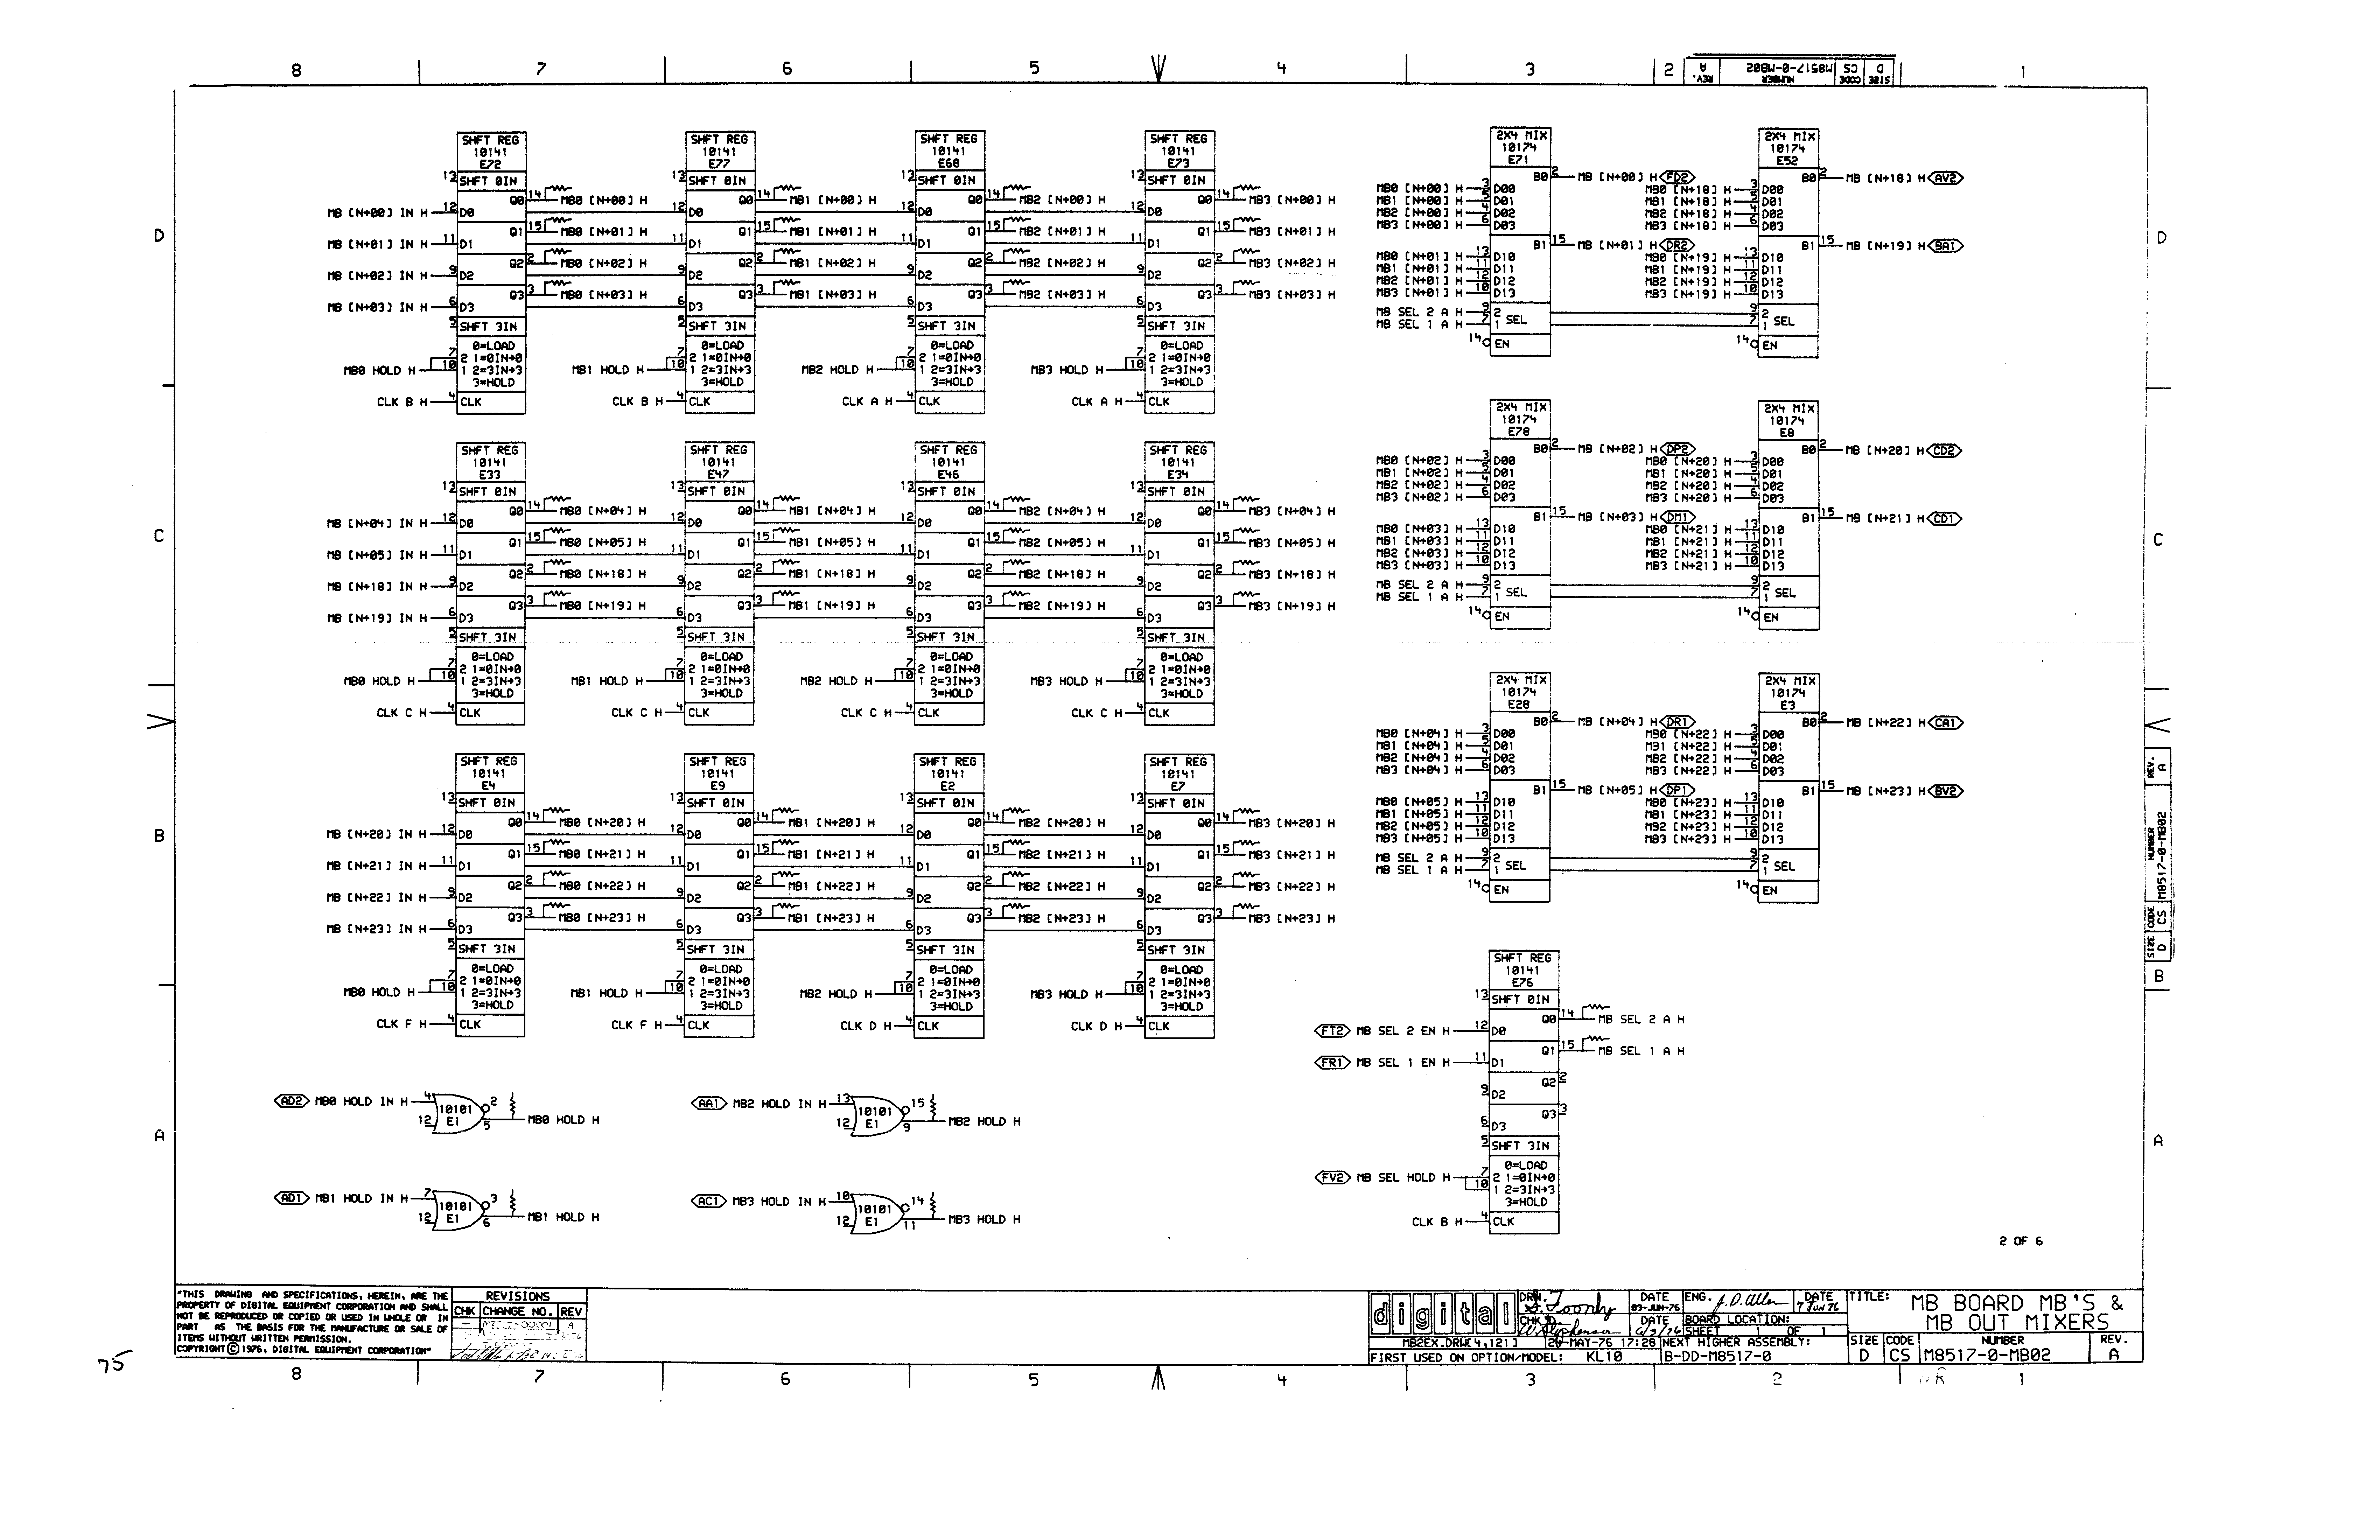 8 7 6 5 4 3 2 1
SIZE CODE NUMBER REV.
D CS M8517-0-MB02 A
SHFT REG 10141 E72
13 SHFT 0IN
MB [N+00] IN H 12 D0 Q0 14 MB0 [N+00] H
MB [N+01] IN H 11 D1 Q1 15 MB0 [N+01] H
MB [N+02] IN H 9 D2 Q2 2 MB0 [N+02] H
MB [N+03] IN H 6 D3 Q3 3 MB0 [N+03] H
5 SHFT 3IN
0=LOAD
MB0 HOLD H 7 10 2 1=0IN→0
1 2=3IN→3
3=HOLD
CLK B H 4 CLK
SHFT REG 10141 E77
13 SHFT 0IN
12 D0 Q0 14 MB1 [N+00] H
11 D1 Q1 15 MB1 [N+01] H
9 D2 Q2 2 MB1 [N+02] H
6 D3 Q3 3 MB1 [N+03] H
5 SHFT 3IN
0=LOAD
MB1 HOLD H 7 10 2 1=0IN→0
1 2=3IN→3
3=HOLD
CLK B H 4 CLK
SHFT REG 10141 E68
13 SHFT 0IN
12 D0 Q0 14 MB2 [N+00] H
11 D1 Q1 15 MB2 [N+01] H
9 D2 Q2 2 MB2 [N+02] H
6 D3 Q3 3 MB2 [N+03] H
5 SHFT 3IN
0=LOAD
MB2 HOLD H 7 10 2 1=0IN→0
1 2=3IN→3
3=HOLD
CLK A H 4 CLK
SHFT REG 10141 E73
13 SHFT 0IN
12 D0 Q0 14 MB3 [N+00] H
11 D1 Q1 15 MB3 [N+01] H
9 D2 Q2 2 MB3 [N+02] H
6 D3 Q3 3 MB3 [N+03] H
5 SHFT 3IN
0=LOAD
MB3 HOLD H 7 10 2 1=0IN→0
1 2=3IN→3
3=HOLD
CLK A H 4 CLK
2X4 MIX 10174 E71
B0 2 MB [N+00] H FD2
MB0 [N+00] H 3 D00
MB1 [N+00] H 5 D01
MB2 [N+00] H 4 D02
MB3 [N+00] H 6 D03
B1 15 MB [N+01] H DR2
MB0 [N+01] H 13 D10
MB1 [N+01] H 11 D11
MB2 [N+01] H 12 D12
MB3 [N+01] H 10 D13
MB SEL 2 A H 9 2
MB SEL 1 A H 7 1 SEL
14 EN
2X4 MIX 10174 E52
B0 2 MB [N+18] H AV2
MB0 [N+18] H 3 D00
MB1 [N+18] H 5 D01
MB2 [N+18] H 4 D02
MB3 [N+18] H 6 D03
B1 15 MB [N+19] H BA1
MB0 [N+19] H 13 D10
MB1 [N+19] H 11 D11
MB2 [N+19] H 12 D12
MB3 [N+19] H 10 D13
9 2
7 1 SEL
14 EN
D D
SHFT REG 10141 E33
13 SHFT 0IN
MB [N+04] IN H 12 D0 Q0 14 MB0 [N+04] H
MB [N+05] IN H 11 D1 Q1 15 MB0 [N+05] H
MB [N+18] IN H 9 D2 Q2 2 MB0 [N+18] H
MB [N+19] IN H 6 D3 Q3 3 MB0 [N+19] H
5 SHFT 3IN
0=LOAD
MB0 HOLD H 7 10 2 1=0IN→0
1 2=3IN→3
3=HOLD
CLK C H 4 CLK
SHFT REG 10141 E47
13 SHFT 0IN
12 D0 Q0 14 MB1 [N+04] H
11 D1 Q1 15 MB1 [N+05] H
9 D2 Q2 2 MB1 [N+18] H
6 D3 Q3 3 MB1 [N+19] H
5 SHFT 3IN
0=LOAD
MB1 HOLD H 7 10 2 1=0IN→0
1 2=3IN→3
3=HOLD
CLK C H 4 CLK
SHFT REG 10141 E46
13 SHFT 0IN
12 D0 Q0 14 MB2 [N+04] H
11 D1 Q1 15 MB2 [N+05] H
9 D2 Q2 2 MB2 [N+18] H
6 D3 Q3 3 MB2 [N+19] H
5 SHFT 3IN
0=LOAD
MB2 HOLD H 7 10 2 1=0IN→0
1 2=3IN→3
3=HOLD
CLK C H 4 CLK
SHFT REG 10141 E34
13 SHFT 0IN
12 D0 Q0 14 MB3 [N+04] H
11 D1 Q1 15 MB3 [N+05] H
9 D2 Q2 2 MB3 [N+18] H
6 D3 Q3 3 MB3 [N+19] H
5 SHFT 3IN
0=LOAD
MB3 HOLD H 7 10 2 1=0IN→0
1 2=3IN→3
3=HOLD
CLK C H 4 CLK
2X4 MIX 10174 E78
B0 2 MB [N+02] H DP2
MB0 [N+02] H 3 D00
MB1 [N+02] H 5 D01
MB2 [N+02] H 4 D02
MB3 [N+02] H 6 D03
B1 15 MB [N+03] H DM1
MB0 [N+03] H 13 D10
MB1 [N+03] H 11 D11
MB2 [N+03] H 12 D12
MB3 [N+03] H 10 D13
MB SEL 2 A H 9 2
MB SEL 1 A H 7 1 SEL
14 EN
2X4 MIX 10174 E8
B0 2 MB [N+20] H CD2
MB0 [N+20] H 3 D00
MB1 [N+20] H 5 D01
MB2 [N+20] H 4 D02
MB3 [N+20] H 6 D03
B1 15 MB [N+21] H CD1
MB0 [N+21] H 13 D10
MB1 [N+21] H 11 D11
MB2 [N+21] H 12 D12
MB3 [N+21] H 10 D13
9 2
7 1 SEL
14 EN
C C
SHFT REG 10141 E4
13 SHFT 0IN
MB [N+20] IN H 12 D0 Q0 14 MB0 [N+20] H
MB [N+21] IN H 11 D1 Q1 15 MB0 [N+21] H
MB [N+22] IN H 9 D2 Q2 2 MB0 [N+22] H
MB [N+23] IN H 6 D3 Q3 3 MB0 [N+23] H
5 SHFT 3IN
0=LOAD
MB0 HOLD H 7 10 2 1=0IN→0
1 2=3IN→3
3=HOLD
CLK F H 4 CLK
SHFT REG 10141 E9
13 SHFT 0IN
12 D0 Q0 14 MB1 [N+20] H
11 D1 Q1 15 MB1 [N+21] H
9 D2 Q2 2 MB1 [N+22] H
6 D3 Q3 3 MB1 [N+23] H
5 SHFT 3IN
0=LOAD
MB1 HOLD H 7 10 2 1=0IN→0
1 2=3IN→3
3=HOLD
CLK F H 4 CLK
SHFT REG 10141 E2
13 SHFT 0IN
12 D0 Q0 14 MB2 [N+20] H
11 D1 Q1 15 MB2 [N+21] H
9 D2 Q2 2 MB2 [N+22] H
6 D3 Q3 3 MB2 [N+23] H
5 SHFT 3IN
0=LOAD
MB2 HOLD H 7 10 2 1=0IN→0
1 2=3IN→3
3=HOLD
CLK D H 4 CLK
SHFT REG 10141 E7
13 SHFT 0IN
12 D0 Q0 14 MB3 [N+20] H
11 D1 Q1 15 MB3 [N+21] H
9 D2 Q2 2 MB3 [N+22] H
6 D3 Q3 3 MB3 [N+23] H
5 SHFT 3IN
0=LOAD
MB3 HOLD H 7 10 2 1=0IN→0
1 2=3IN→3
3=HOLD
CLK D H 4 CLK
2X4 MIX 10174 E28
B0 2 MB [N+04] H DR1
MB0 [N+04] H 3 D00
MB1 [N+04] H 5 D01
MB2 [N+04] H 4 D02
MB3 [N+04] H 6 D03
B1 15 MB [N+05] H DP1
MB0 [N+05] H 13 D10
MB1 [N+05] H 11 D11
MB2 [N+05] H 12 D12
MB3 [N+05] H 10 D13
MB SEL 2 A H 9 2
MB SEL 1 A H 7 1 SEL
14 EN
2X4 MIX 10174 E3
B0 2 MB [N+22] H CA1
MB0 [N+22] H 3 D00
MB1 [N+22] H 5 D01
MB2 [N+22] H 4 D02
MB3 [N+22] H 6 D03
B1 15 MB [N+23] H BV2
MB0 [N+23] H 13 D10
MB1 [N+23] H 11 D11
MB2 [N+23] H 12 D12
MB3 [N+23] H 10 D13
9 2
7 1 SEL
14 EN
B B
SIZE CODE NUMBER REV.
D CS M8517-0-MB02 A
SHFT REG 10141 E76
13 SHFT 0IN
FT2 MB SEL 2 EN H 12 D0 Q0 14 MB SEL 2 A H
FR1 MB SEL 1 EN H 11 D1 Q1 15 MB SEL 1 A H
9 D2 Q2 2
6 D3 Q3 3
5 SHFT 3IN
0=LOAD
FV2 MB SEL HOLD H 7 10 2 1=0IN→0
1 2=3IN→3
3=HOLD
CLK B H 4 CLK
AD2 MB0 HOLD IN H 4 12 10101 E1 2 5 MB0 HOLD H
AA1 MB2 HOLD IN H 13 12 10101 E1 15 9 MB2 HOLD H
AD1 MB1 HOLD IN H 7 12 10101 E1 3 6 MB1 HOLD H
AC1 MB3 HOLD IN H 10 12 10101 E1 14 11 MB3 HOLD H
A A
2 OF 6
"THIS DRAWING AND SPECIFICATIONS, HEREIN, ARE THE
PROPERTY OF DIGITAL EQUIPMENT CORPORATION AND SHALL
NOT BE REPRODUCED OR COPIED OR USED IN WHOLE OR IN
PART AS THE BASIS FOR THE MANUFACTURE OR SALE OF
ITEMS WITHOUT WRITTEN PERMISSION.
COPYRIGHT © 1976, DIGITAL EQUIPMENT CORPORATION"
REVISIONS
CHK CHANGE NO. REV
A
digital
DRN. DATE 03-JUN-76
CHK'D DATE
ENG. J.D. Allen DATE 7 JUN 76
BOARD LOCATION:
SHEET 1 OF 1
MB2EX.DRW[4,121] MAY-76 17:28
NEXT HIGHER ASSEMBLY:
FIRST USED ON OPTION/MODEL: KL10
B-DD-M8517-0
TITLE: MB BOARD MB'S &
MB OUT MIXERS
SIZE CODE NUMBER REV.
D CS M8517-0-MB02 A
75
8 7 6 5 4 3 2 1